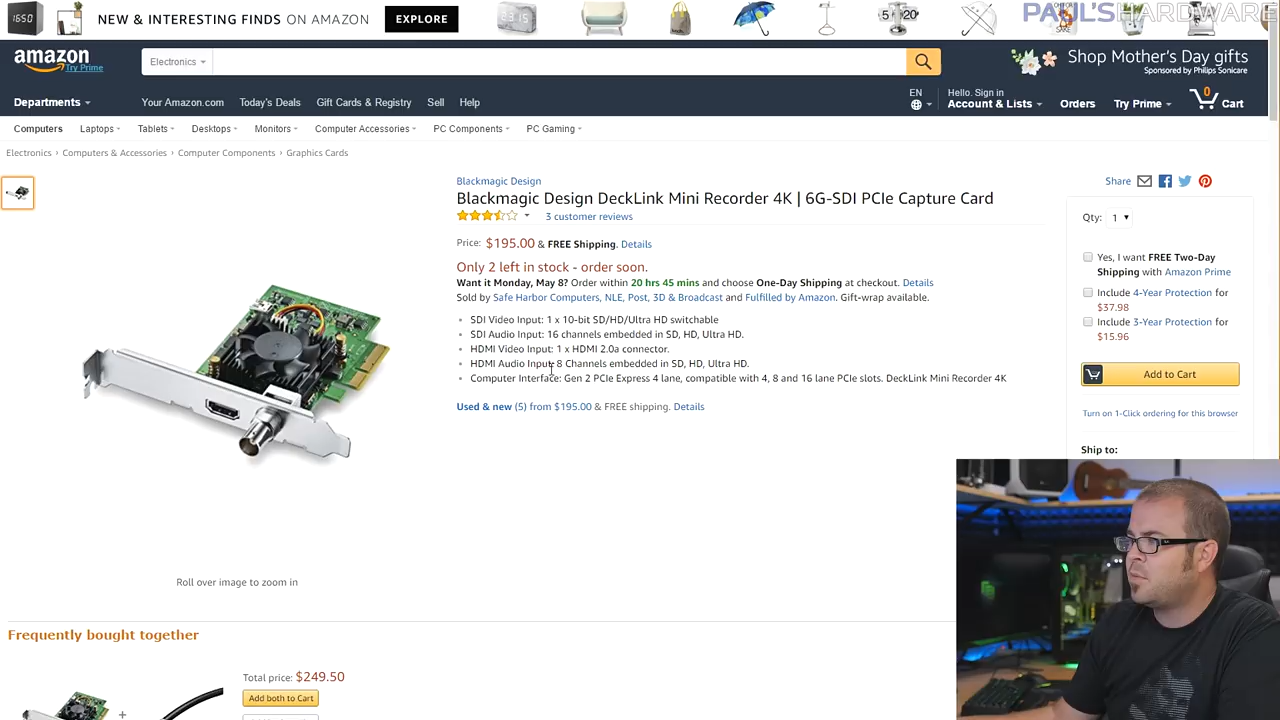 1650
NEW & INTERESTING FINDS ON AMAZON
EXPLORE
PAUL'S HARDWARE
amazon
Try Prime
Electronics
Shop Mother's Day gifts
Sponsored by Philips Sonicare
Departments
Your Amazon.com
Today's Deals
Gift Cards & Registry
Sell
Help
EN
Hello. Sign in
Account & Lists
Orders
Try Prime
0
Cart
Computers
Laptops
Tablets
Desktops
Monitors
Computer Accessories
PC Components
PC Gaming
Electronics › Computers & Accessories › Computer Components › Graphics Cards
Blackmagic Design
Blackmagic Design DeckLink Mini Recorder 4K | 6G-SDI PCIe Capture Card
3 customer reviews
Price: $195.00 & FREE Shipping. Details
Only 2 left in stock - order soon.
Want it Monday, May 8? Order within 20 hrs 45 mins and choose One-Day Shipping at checkout. Details
Sold by Safe Harbor Computers, NLE, Post, 3D & Broadcast and Fulfilled by Amazon. Gift-wrap available.
SDI Video Input: 1 x 10-bit SD/HD/Ultra HD switchable
SDI Audio Input: 16 channels embedded in SD, HD, Ultra HD.
HDMI Video Input: 1 x HDMI 2.0a connector.
HDMI Audio Input: 8 Channels embedded in SD, HD, Ultra HD.
Computer Interface: Gen 2 PCIe Express 4 lane, compatible with 4, 8 and 16 lane PCIe slots. DeckLink Mini Recorder 4K
Used & new (5) from $195.00 & FREE shipping. Details
Share
Qty: 1
Yes, I want FREE Two-Day
Shipping with Amazon Prime
Include 4-Year Protection for
$37.98
Include 3-Year Protection for
$15.96
Add to Cart
Turn on 1-Click ordering for this browser
Ship to:
Roll over image to zoom in
Frequently bought together
Total price: $249.50
Add both to Cart